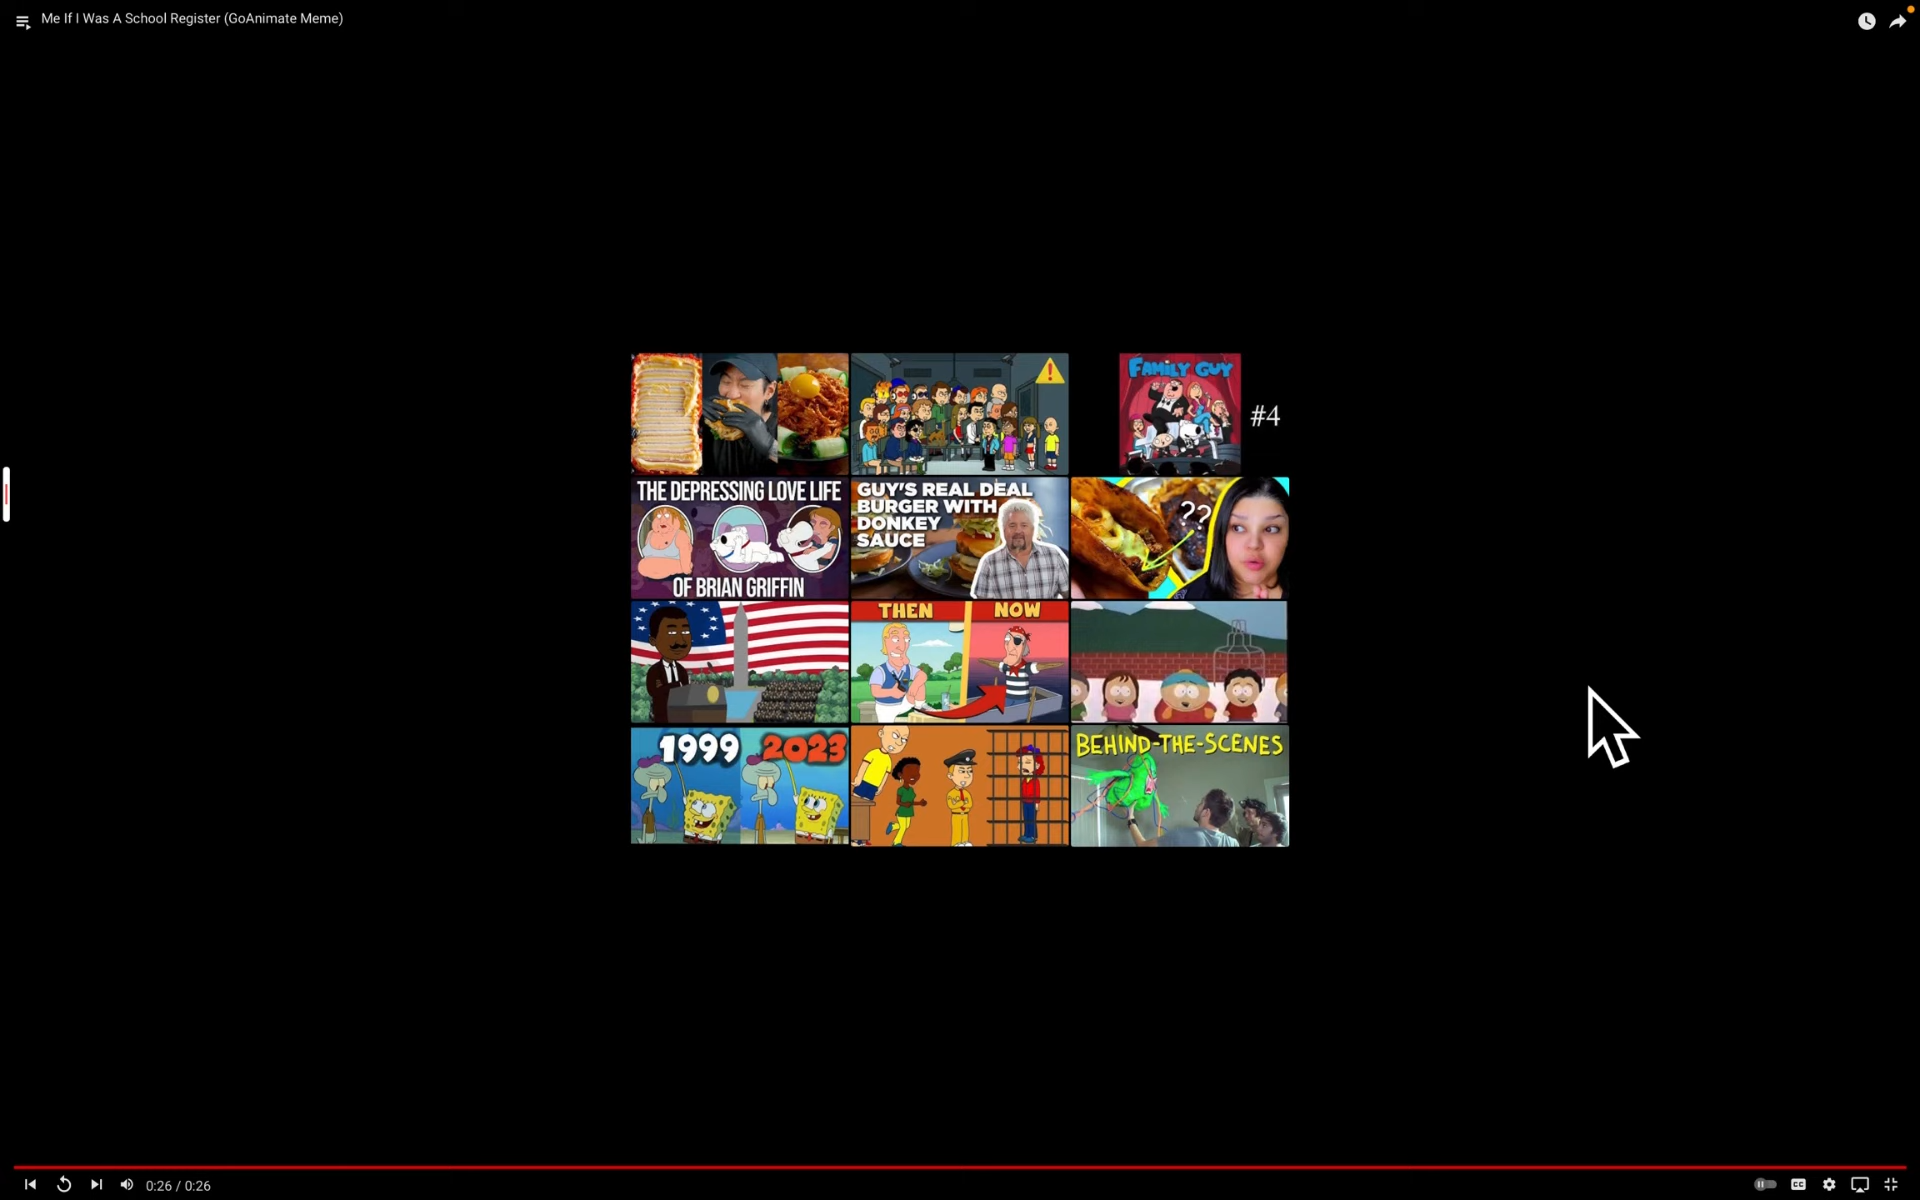 Me If I Was A School Register (GoAnimate Meme)
FAMILY GUY
#4
THE DEPRESSING LOVE LIFE
OF BRIAN GRIFFIN
GUY'S REAL DEAL
BURGER WITH
DONKEY
SAUCE
??
THEN
NOW
1999
2023
BEHIND-THE-SCENES
0:26 / 0:26
CC